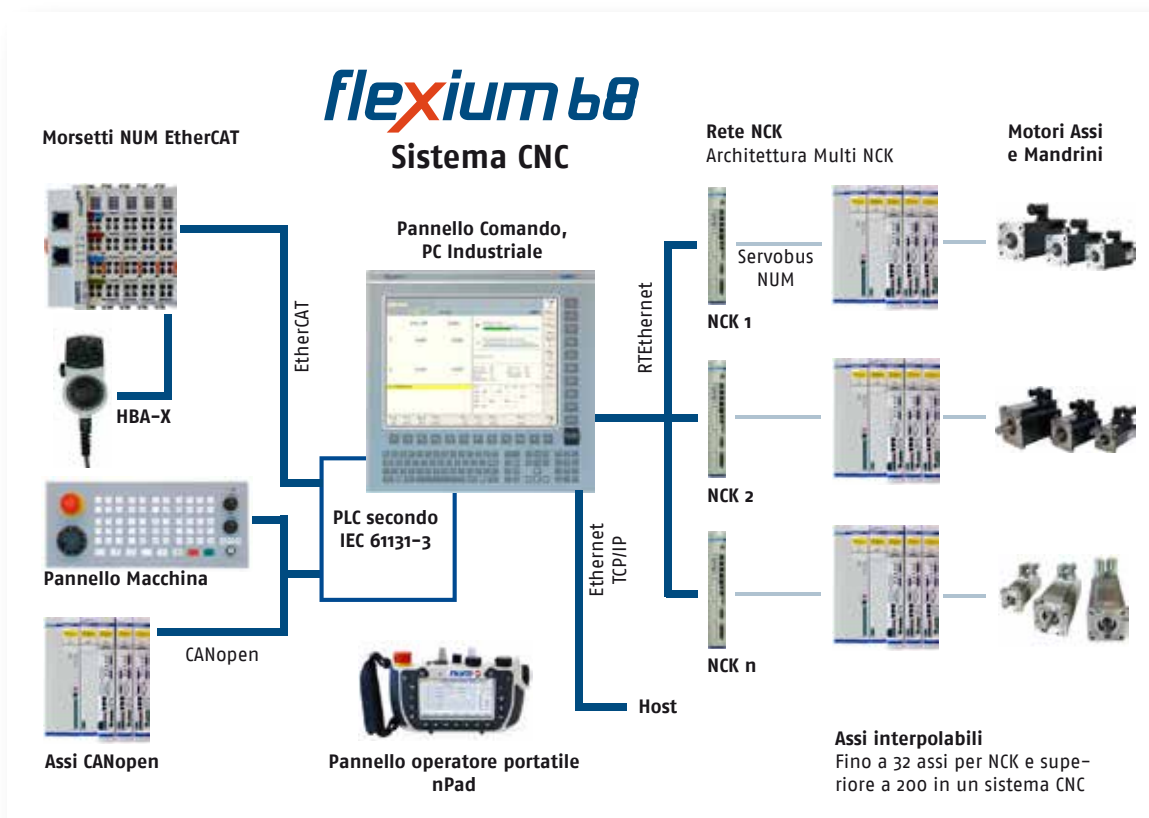 flexium 68
Sistema CNC
Morsetti NUM EtherCAT
Rete NCK
Architettura Multi NCK
Motori Assi
e Mandrini
Pannello Comando,
PC Industriale
EtherCAT
RTEthernet
Servobus
NUM
NCK 1
HBA-X
NCK 2
PLC secondo
IEC 61131-3
Ethernet
TCP/IP
Pannello Macchina
CANopen
NCK n
Host
Assi CANopen
Pannello operatore portatile
nPad
Assi interpolabili
Fino a 32 assi per NCK e supe-
riore a 200 in un sistema CNC